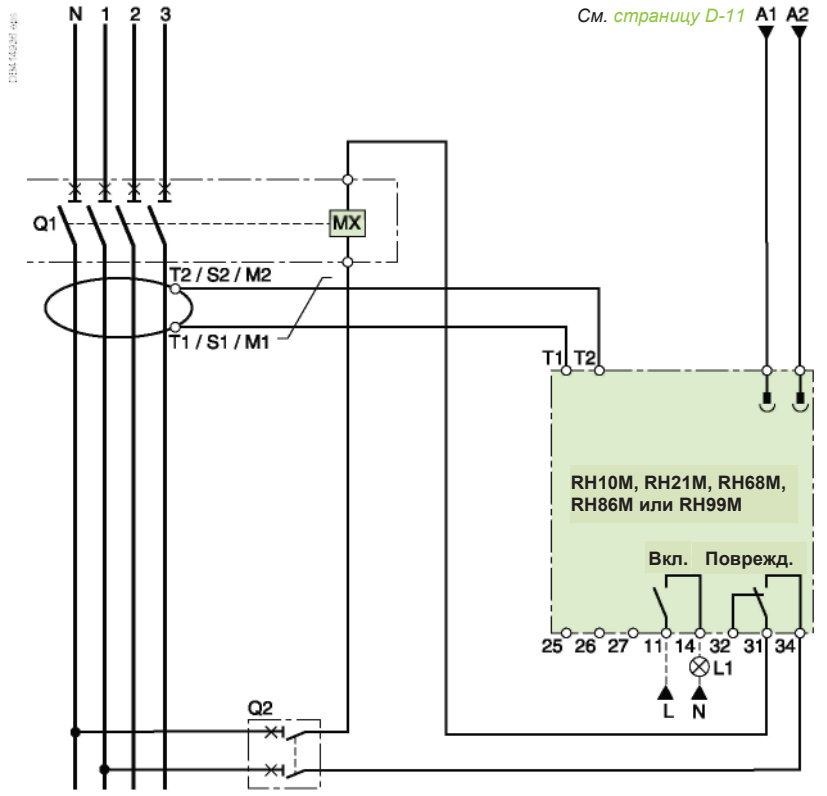 N 1 2 3
См. страницу D-11 A1 A2
Q1
MX
T2 / S2 / M2
T1 / S1 / M1
T1 T2
RH10M, RH21M, RH68M,
RH86M или RH99M
Вкл. Поврежд.
25 26 27 11 14 32 31 34
L1
L N
Q2